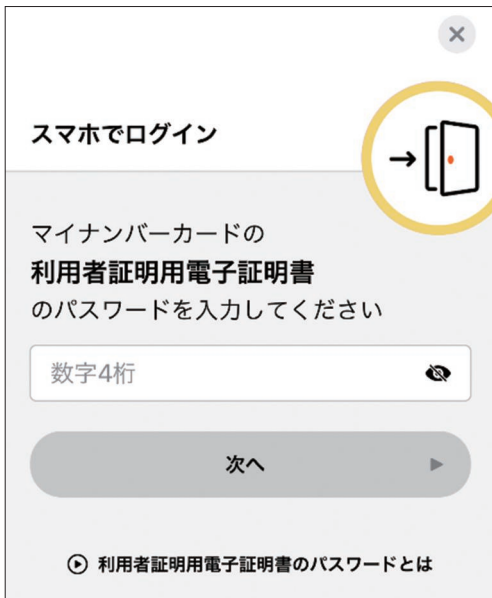 スマホでログイン
マイナンバーカードの
利用者証明用電子証明書
のパスワードを入力してください
数字4桁
次へ
利用者証明用電子証明書のパスワードとは